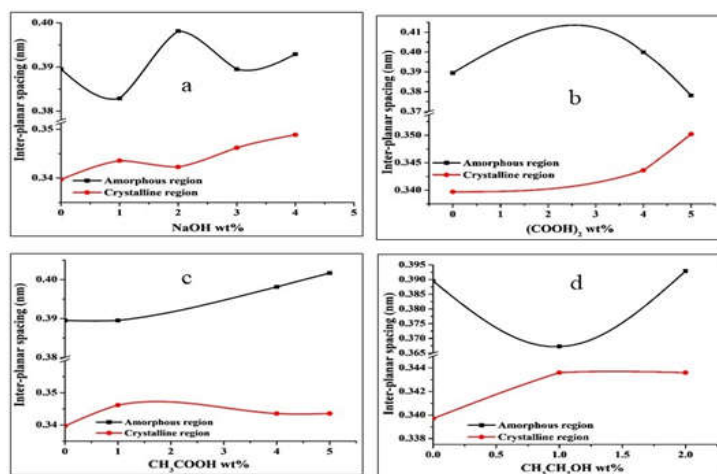 0.40
0.39
0.38
0.35
0.34
Inter-planar spacing (nm)
a
Amorphous region
Crystalline region
0 1 2 3 4 5
NaOH wt%
0.41
0.40
0.39
0.38
0.37
0.350
0.345
0.340
Inter-planar spacing (nm)
b
Amorphous region
Crystalline region
0 1 2 3 4 5
(COOH)2 wt%
0.40
0.39
0.38
0.35
0.34
Inter-planar spacing (nm)
c
Amorphous region
Crystalline region
0 1 2 3 4 5
CH3COOH wt%
0.395
0.390
0.385
0.380
0.375
0.370
0.365
0.344
0.342
0.340
0.338
Inter-planar spacing (nm)
d
Amorphous region
Crystalline region
0.0 0.5 1.0 1.5 2.0
CH3CH2OH wt%